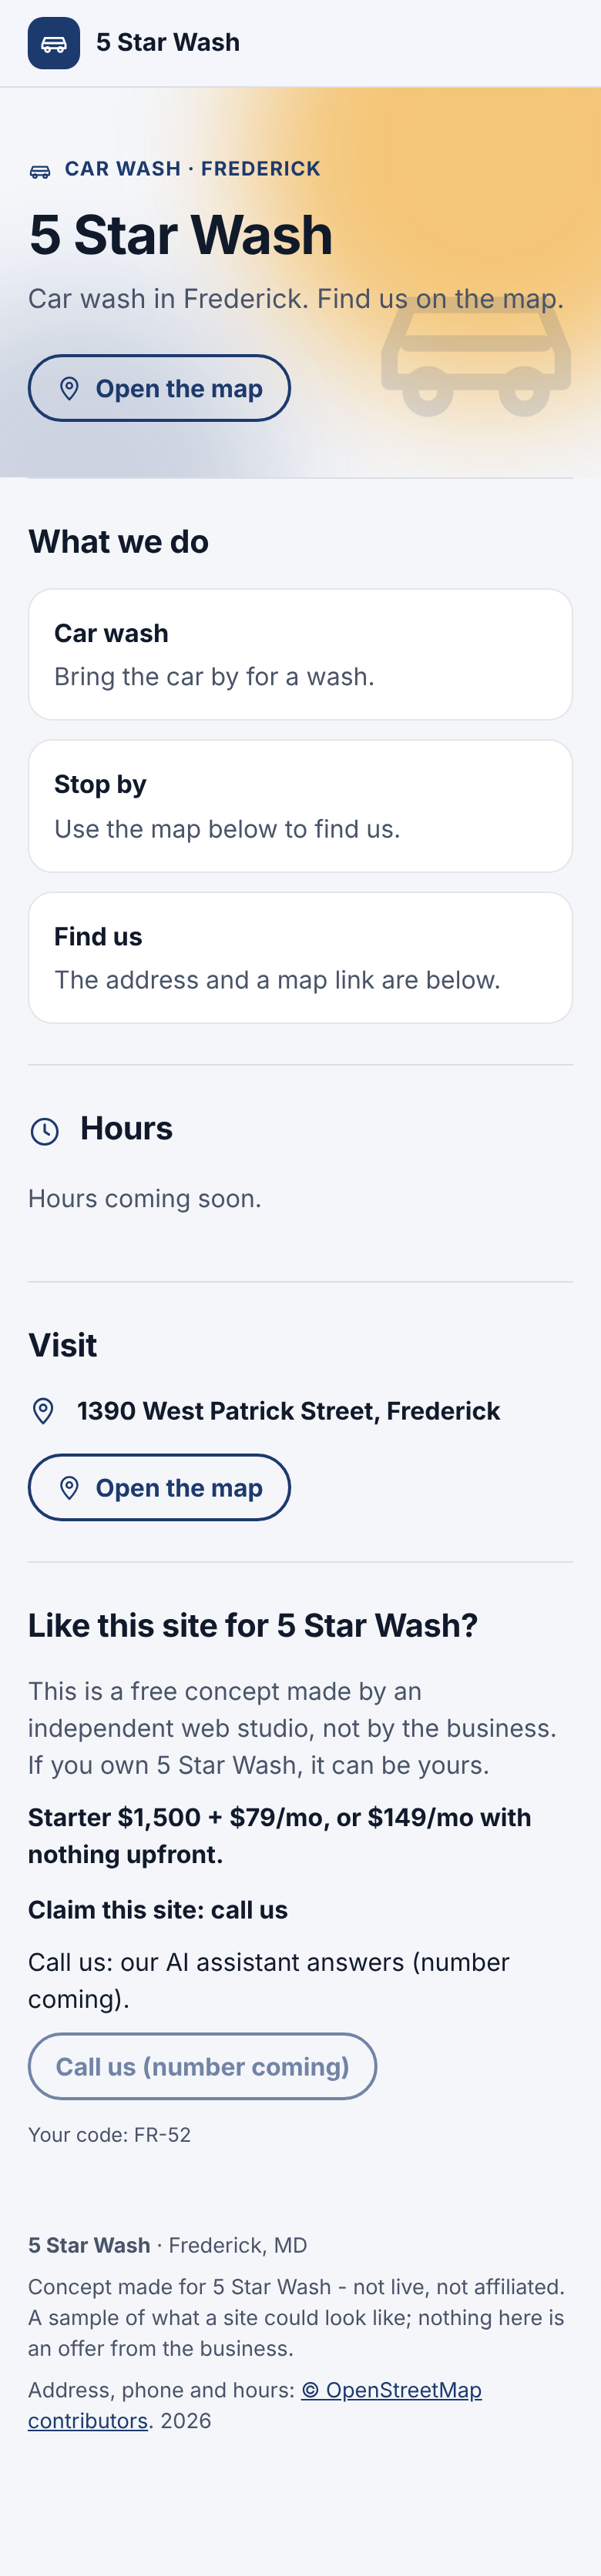 5 Star Wash
CAR WASH · FREDERICK
5 Star Wash
Car wash in Frederick. Find us on the map.
Open the map
What we do
Car wash
Bring the car by for a wash.
Stop by
Use the map below to find us.
Find us
The address and a map link are below.
Hours
Hours coming soon.
Visit
1390 West Patrick Street, Frederick
Open the map
Like this site for 5 Star Wash?
This is a free concept made by an
independent web studio, not by the business.
If you own 5 Star Wash, it can be yours.
Starter $1,500 + $79/mo, or $149/mo with
nothing upfront.
Claim this site: call us
Call us: our AI assistant answers (number
coming).
Call us (number coming)
Your code: FR-52
5 Star Wash · Frederick, MD
Concept made for 5 Star Wash - not live, not affiliated.
A sample of what a site could look like; nothing here is
an offer from the business.
Address, phone and hours: © OpenStreetMap
contributors. 2026